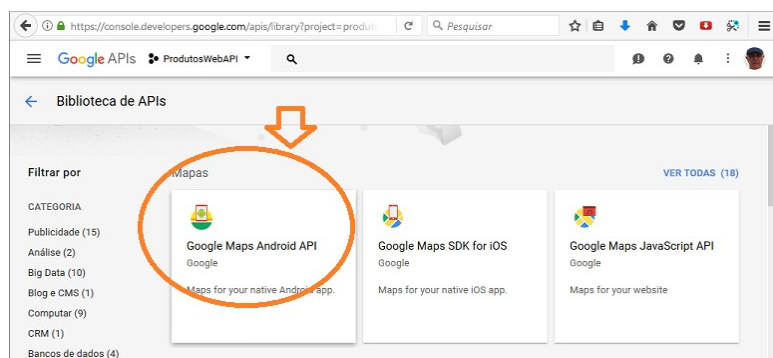 https://console.developers.google.com/apis/library?project=produto
Pesquisar
Google APIs ProdutosWebAPI
Biblioteca de APIs
Filtrar por
Mapas
VER TODAS (18)
CATEGORIA
Publicidade (15)
Análise (2)
Big Data (10)
Blog e CMS (1)
Computar (9)
CRM (1)
Bancos de dados (4)
Google Maps Android API
Google
Maps for your native Android app.
Google Maps SDK for iOS
Google
Maps for your native iOS app.
Google Maps JavaScript API
Google
Maps for your website